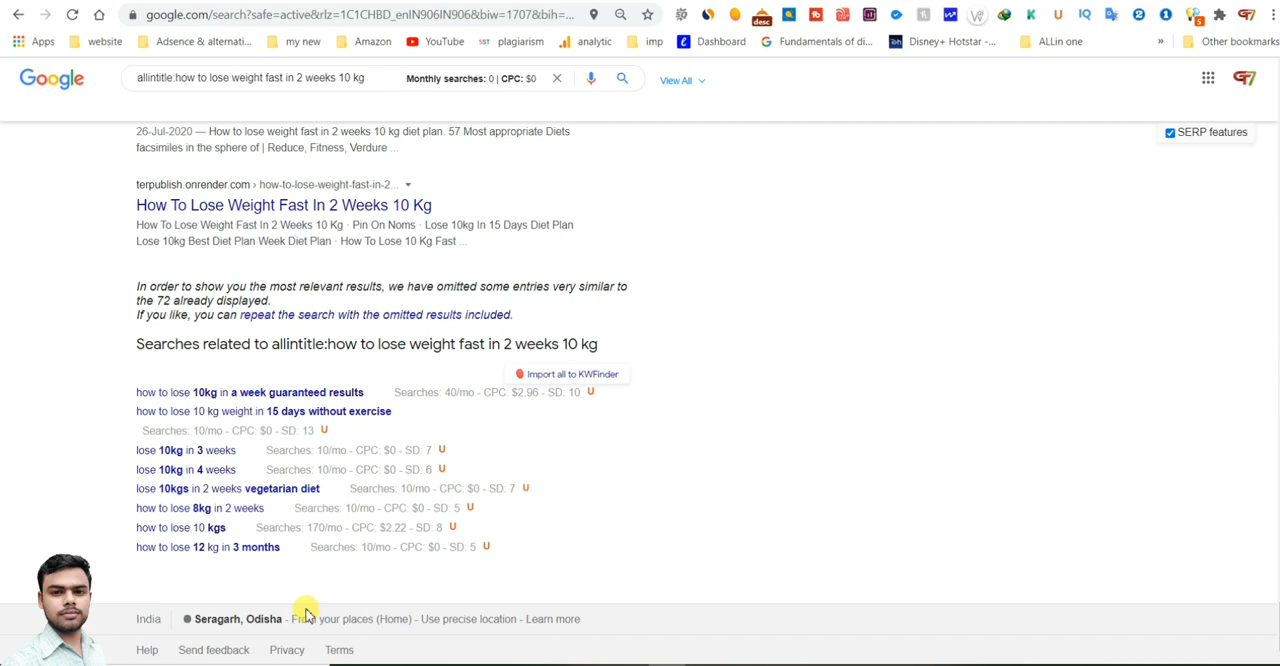 google.com/search?safe=active&rlz=1C1CHBD_enIN906IN906&biw=1707&bih=...
desc
5
Apps website Adsence & alternati... my new Amazon YouTube SST plagiarism analytic imp Dashboard Fundamentals of di... Disney+ Hotstar -... ALLin one » Other bookmarks
Google
allintitle:how to lose weight fast in 2 weeks 10 kg Monthly searches: 0 | CPC: $0 View All
SERP features
26-Jul-2020 — How to lose weight fast in 2 weeks 10 kg diet plan. 57 Most appropriate Diets
facsimiles in the sphere of | Reduce, Fitness, Verdure ...
terpublish.onrender.com › how-to-lose-weight-fast-in-2...
How To Lose Weight Fast In 2 Weeks 10 Kg
How To Lose Weight Fast In 2 Weeks 10 Kg · Pin On Noms · Lose 10kg In 15 Days Diet Plan
Lose 10kg Best Diet Plan Week Diet Plan · How To Lose 10 Kg Fast ...
In order to show you the most relevant results, we have omitted some entries very similar to
the 72 already displayed.
If you like, you can repeat the search with the omitted results included.
Searches related to allintitle:how to lose weight fast in 2 weeks 10 kg
Import all to KWFinder
how to lose 10kg in a week guaranteed results Searches: 40/mo - CPC: $2.96 - SD: 10 U
how to lose 10 kg weight in 15 days without exercise
Searches: 10/mo - CPC: $0 - SD: 13 U
lose 10kg in 3 weeks Searches: 10/mo - CPC: $0 - SD: 7 U
lose 10kg in 4 weeks Searches: 10/mo - CPC: $0 - SD: 6 U
lose 10kgs in 2 weeks vegetarian diet Searches: 10/mo - CPC: $0 - SD: 7 U
how to lose 8kg in 2 weeks Searches: 10/mo - CPC: $0 - SD: 5 U
how to lose 10 kgs Searches: 170/mo - CPC: $2.22 - SD: 8 U
how to lose 12 kg in 3 months Searches: 10/mo - CPC: $0 - SD: 5 U
India Seragarh, Odisha - From your places (Home) - Use precise location - Learn more
Help Send feedback Privacy Terms